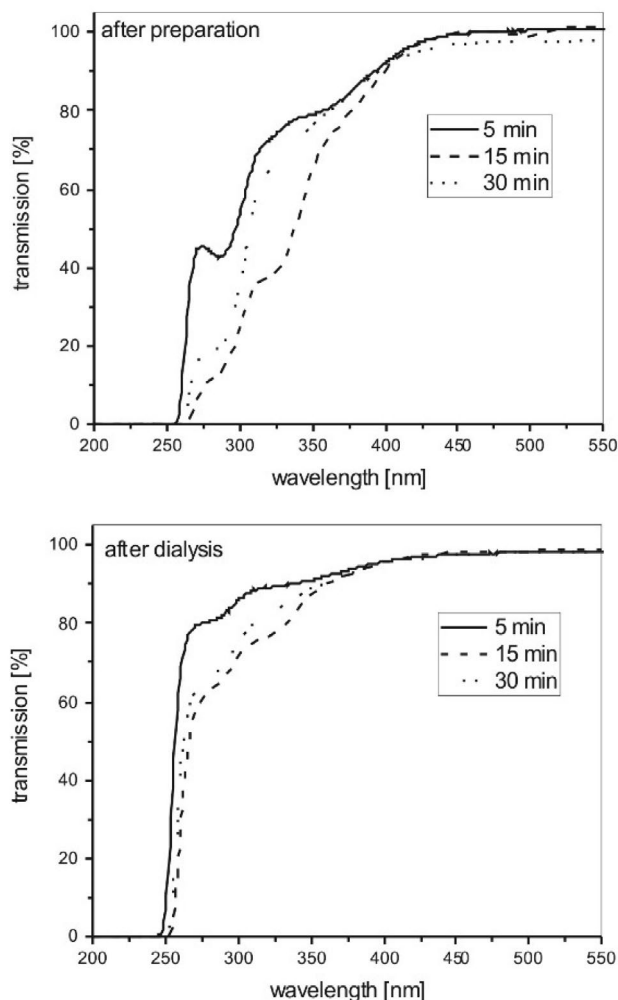 after preparation
100
80
60
40
20
0
transmission [%]
5 min
15 min
30 min
200 250 300 350 400 450 500 550
wavelength [nm]
after dialysis
100
80
60
40
20
0
transmission [%]
5 min
15 min
30 min
200 250 300 350 400 450 500 550
wavelength [nm]